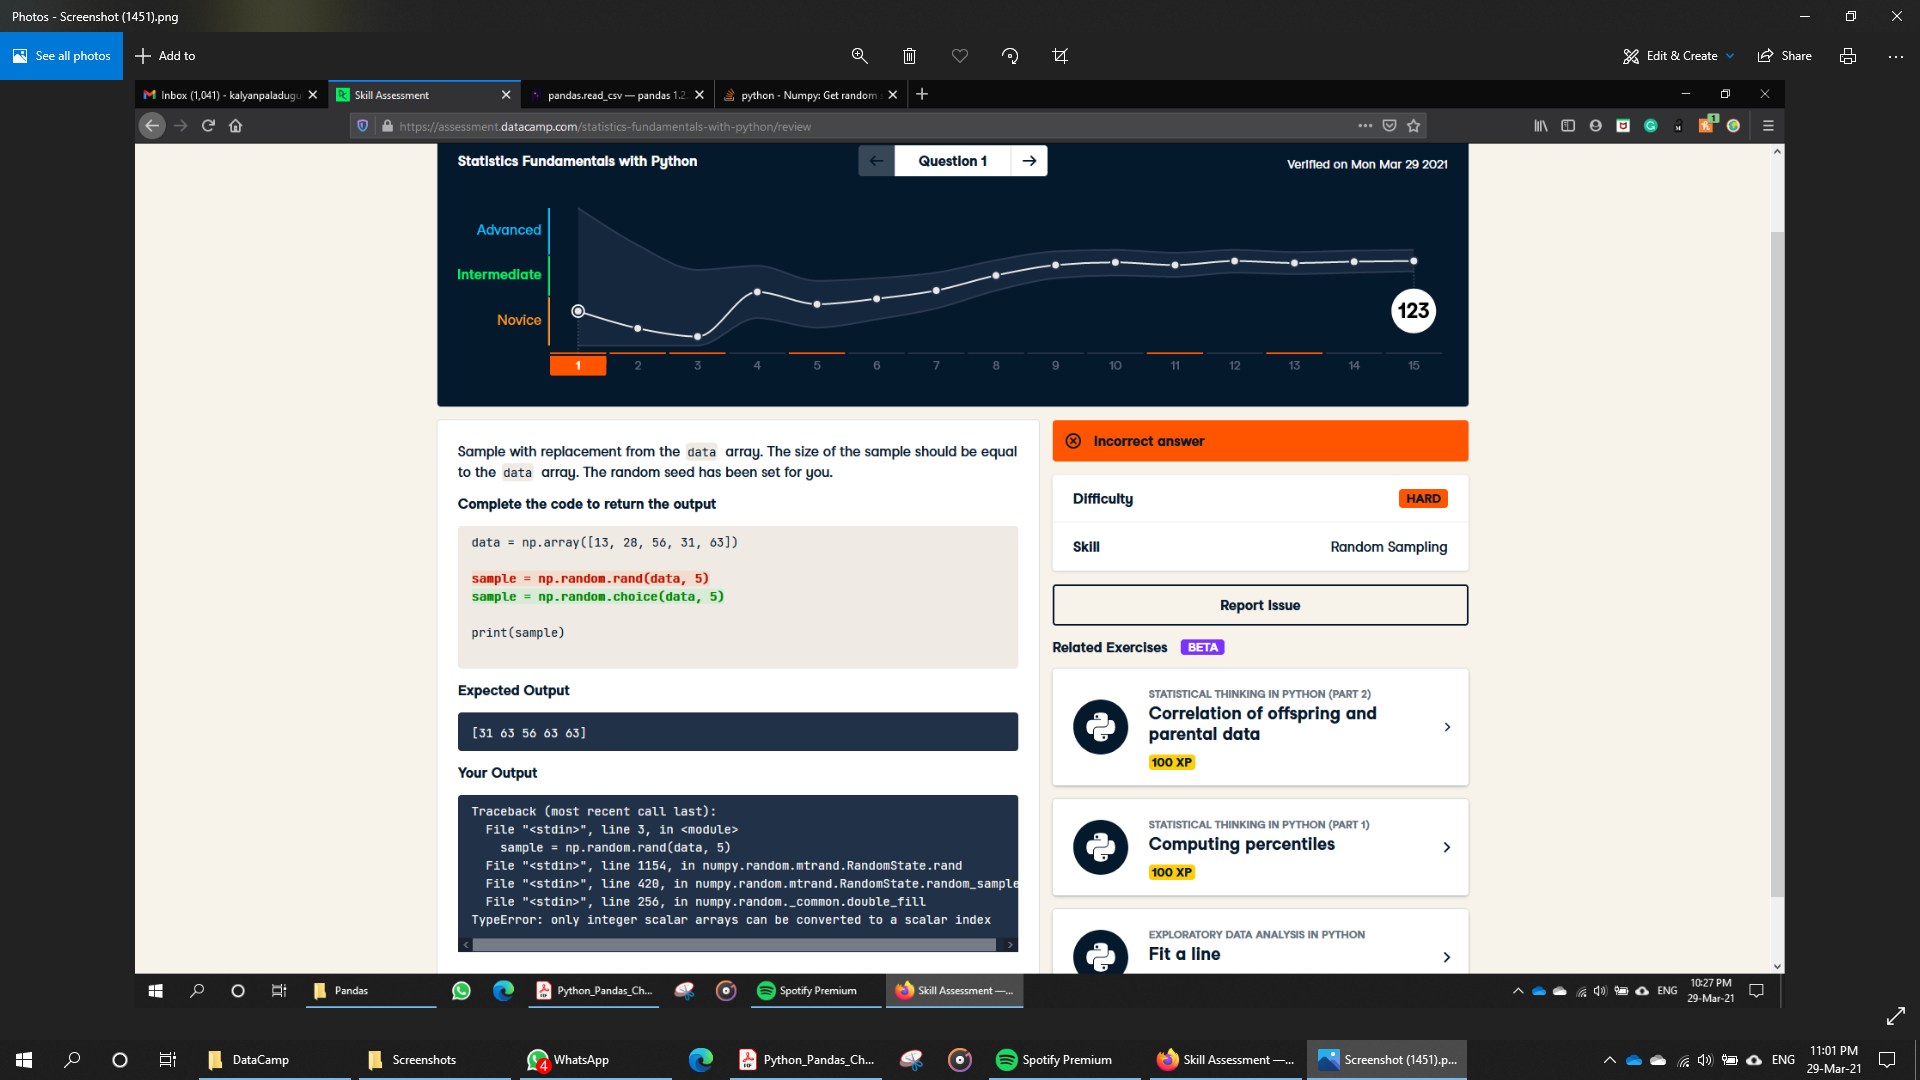 Photos - Screenshot (1451).png
See all photos
Add to
Edit & Create
Share
Inbox (1,041) - kalyanpaladugu
Skill Assessment
pandas.read_csv — pandas 1.2.
python - Numpy: Get random
https://assessment.datacamp.com/statistics-fundamentals-with-python/review
1
Statistics Fundamentals with Python
Question 1
Verified on Mon Mar 29 2021
Advanced
Intermediate
Novice
123
1 2 3 4 5 6 7 8 9 10 11 12 13 14 15
Sample with replacement from the data array. The size of the sample should be equal
to the data array. The random seed has been set for you.
Complete the code to return the output
data = np.array([13, 28, 56, 31, 63])
sample = np.random.rand(data, 5)
sample = np.random.choice(data, 5)
print(sample)
Expected Output
[31 63 56 63 63]
Your Output
Traceback (most recent call last):
File "<stdin>", line 3, in <module>
sample = np.random.rand(data, 5)
File "<stdin>", line 1154, in numpy.random.mtrand.RandomState.rand
File "<stdin>", line 420, in numpy.random.mtrand.RandomState.random_sample
File "<stdin>", line 256, in numpy.random._common.double_fill
TypeError: only integer scalar arrays can be converted to a scalar index
Incorrect answer
Difficulty
HARD
Skill
Random Sampling
Report Issue
Related Exercises
BETA
STATISTICAL THINKING IN PYTHON (PART 2)
Correlation of offspring and
parental data
100 XP
STATISTICAL THINKING IN PYTHON (PART 1)
Computing percentiles
100 XP
EXPLORATORY DATA ANALYSIS IN PYTHON
Fit a line
Pandas
Python_Pandas_Ch...
Spotify Premium
Skill Assessment —...
ENG
10:27 PM
29-Mar-21
DataCamp
Screenshots
4
WhatsApp
Python_Pandas_Ch...
Spotify Premium
Skill Assessment —...
Screenshot (1451).p...
ENG
11:01 PM
29-Mar-21